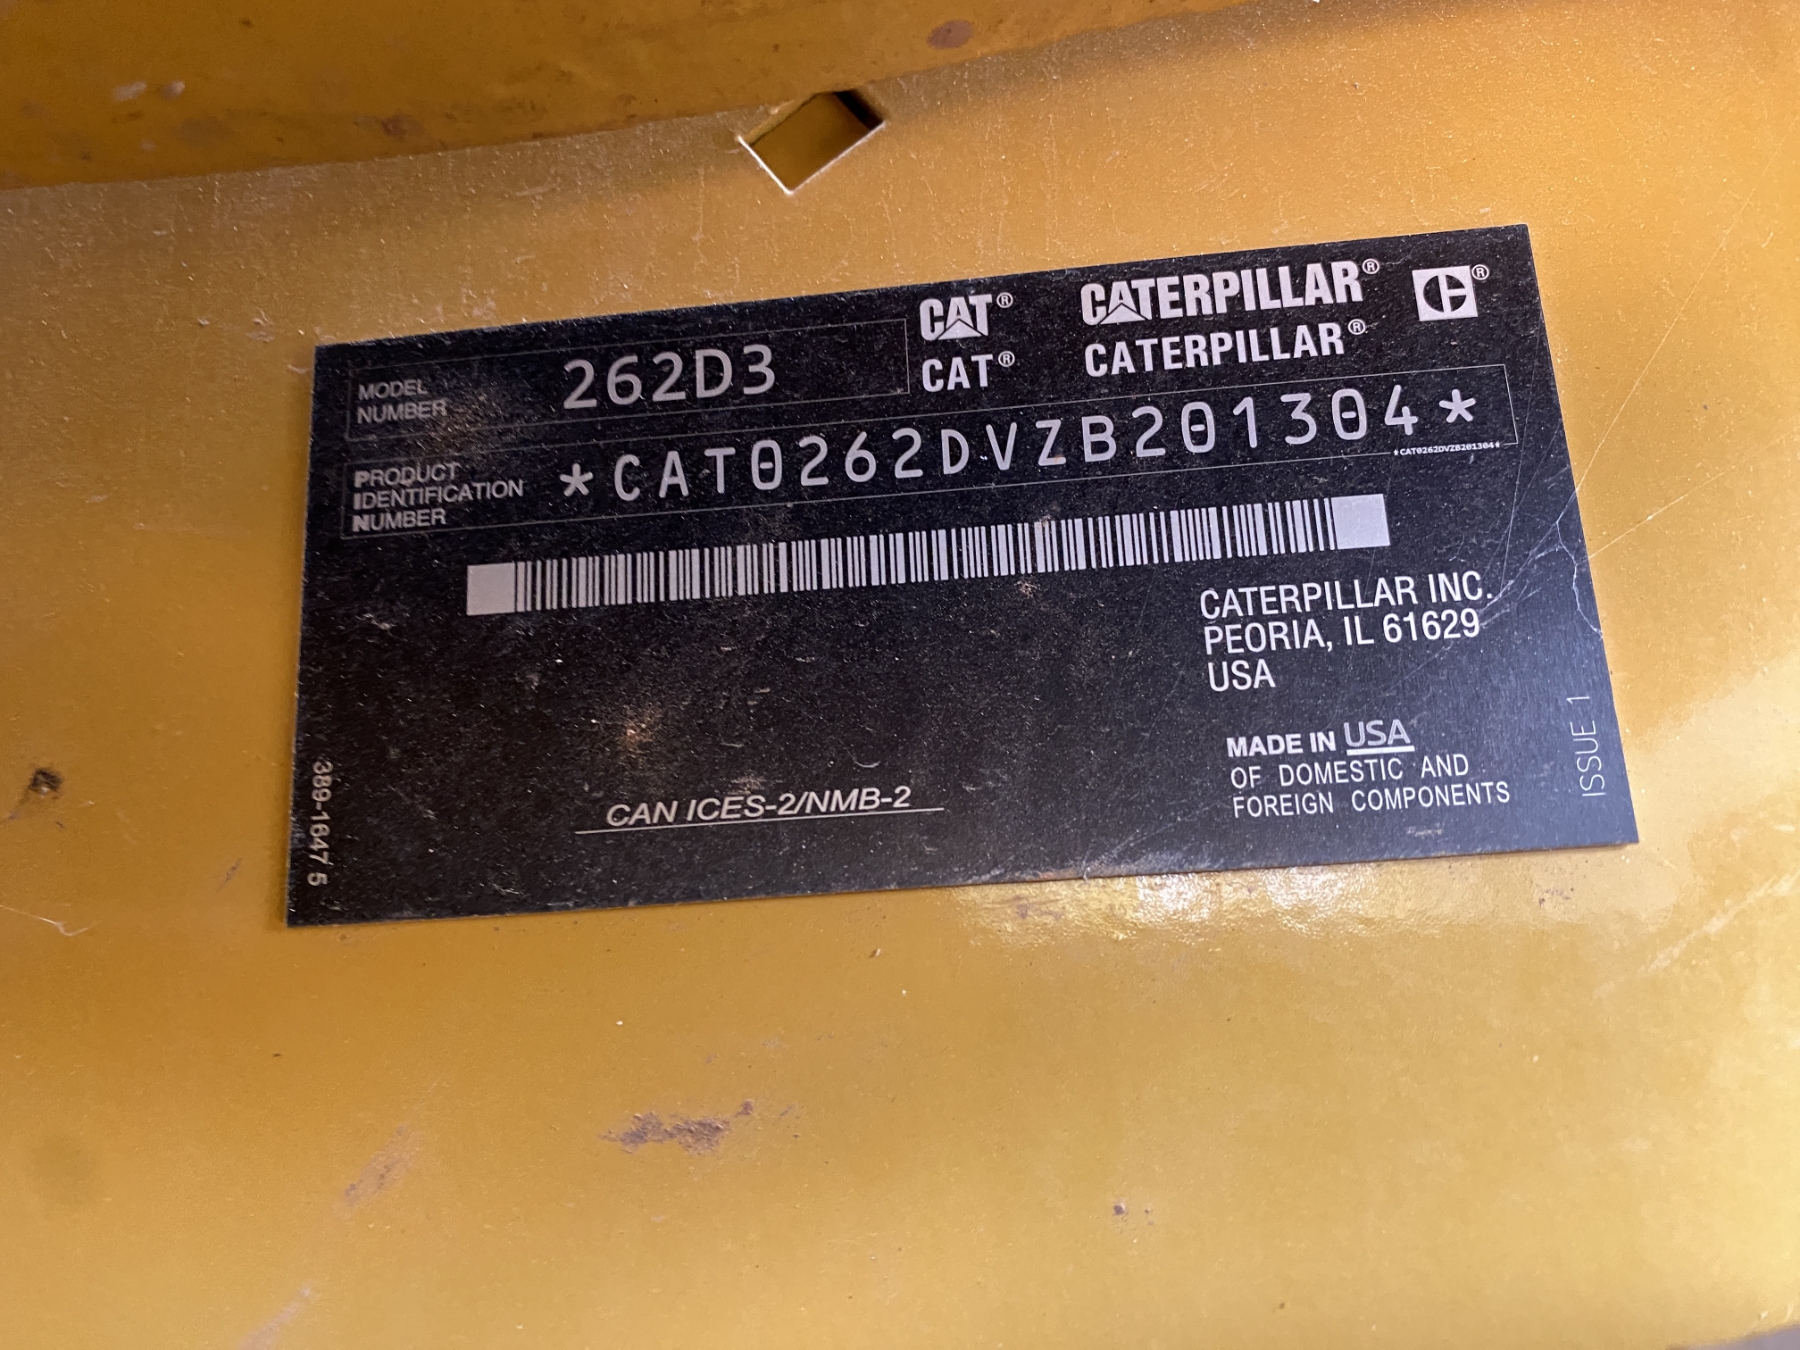 MODEL
NUMBER
262D3
CAT® CATERPILLAR® ®
CAT® CATERPILLAR®
PRODUCT
IDENTIFICATION
NUMBER
*CAT0262DVZB201304*
*CAT0262DVZB201304*
CATERPILLAR INC.
PEORIA, IL 61629
USA
MADE IN USA
OF DOMESTIC AND
FOREIGN COMPONENTS
CAN ICES-2/NMB-2
389-1647 5
ISSUE 1